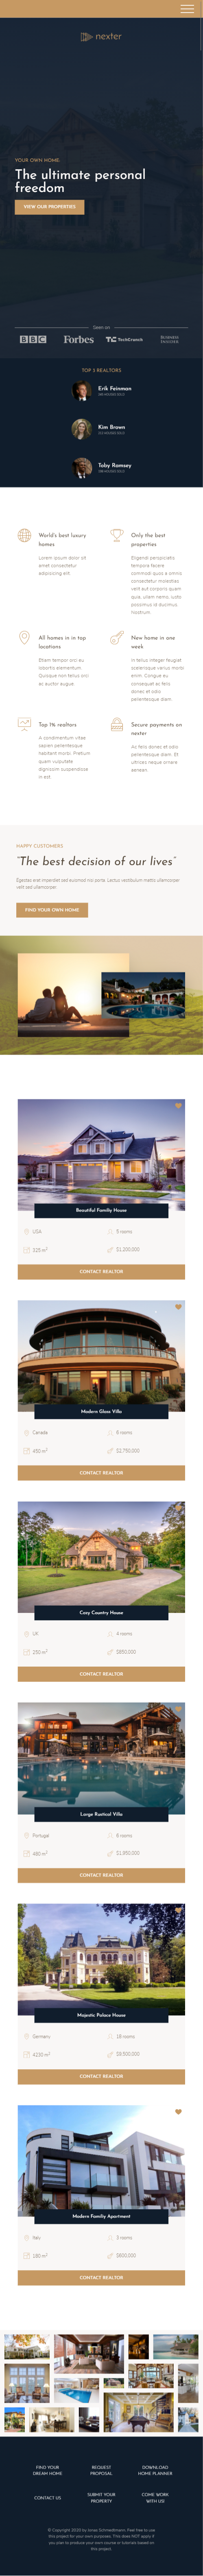 nexter
YOUR OWN HOME:
The ultimate personal
freedom
VIEW OUR PROPERTIES
Seen on
BBC
Forbes
TC TechCrunch
BUSINESS
INSIDER
TOP 3 REALTORS
Erik Feinman
Kim Brown
Toby Ramsey
World's best luxury
homes
Lorem ipsum dolor sit
amet consectetur
adipisicing elit.
Only the best
properties
Eligendi perspiciatis
tempore facere
commodi quos a omnis
consectetur molestias
velit aut corporis quam
quis, ullam nemo, iusto
possimus id ducimus,
nostrum.
All homes in in top
locations
Etiam tempor orci eu
lobortis elementum.
Quisque non tellus orci
ac auctor augue.
New home in one
week
In tellus integer feugiat
scelerisque varius morbi
enim. Congue eu
consequat ac felis
donec et odio
pellentesque diam
Top 1% realtors
A condimentum vitae
sapien pellentesque
habitant morbi. Pretium
quam vulputate
dignissim suspendisse
in est.
Secure payments on
nexter
Ac felis donec et odio
pellentesque diam. Et
ultrices neque ornare
aenean.
HAPPY CUSTOMERS
"The best decision of our lives"
Egestas erat imperdiet sed euismod nisi porta. Lectus vestibulum mattis ullamcorper
velit sed ullamcorper.
FIND YOUR OWN HOME
Beautiful Familly House
USA
5 rooms
325 m²
$1,200,000
CONTACT REALTOR
Modern Glass Villa
Canada
6 rooms
450 m²
$2,750,000
CONTACT REALTOR
Cozy Country House
UK
4 rooms
250 m²
$850,000
CONTACT REALTOR
Large Rustical Villa
Portugal
6 rooms
480 m²
$1,950,000
CONTACT REALTOR
Majestic Palace House
Germany
18 rooms
4230 m²
$9,500,000
CONTACT REALTOR
Modern Familiy Apartment
Italy
3 rooms
180 m²
$600,000
CONTACT REALTOR
FIND YOUR
DREAM HOME
REQUEST
PROPOSAL
DOWNLOAD
HOME PLANNER
CONTACT US
SUBMIT YOUR
PROPERTY
COME WORK
WITH US!
© Copyright 2020 by Jonas Schmedtmann. Feel free to use
this project for your own purposes. This does NOT apply if
you plan to produce your own course or tutorials based on
this project.